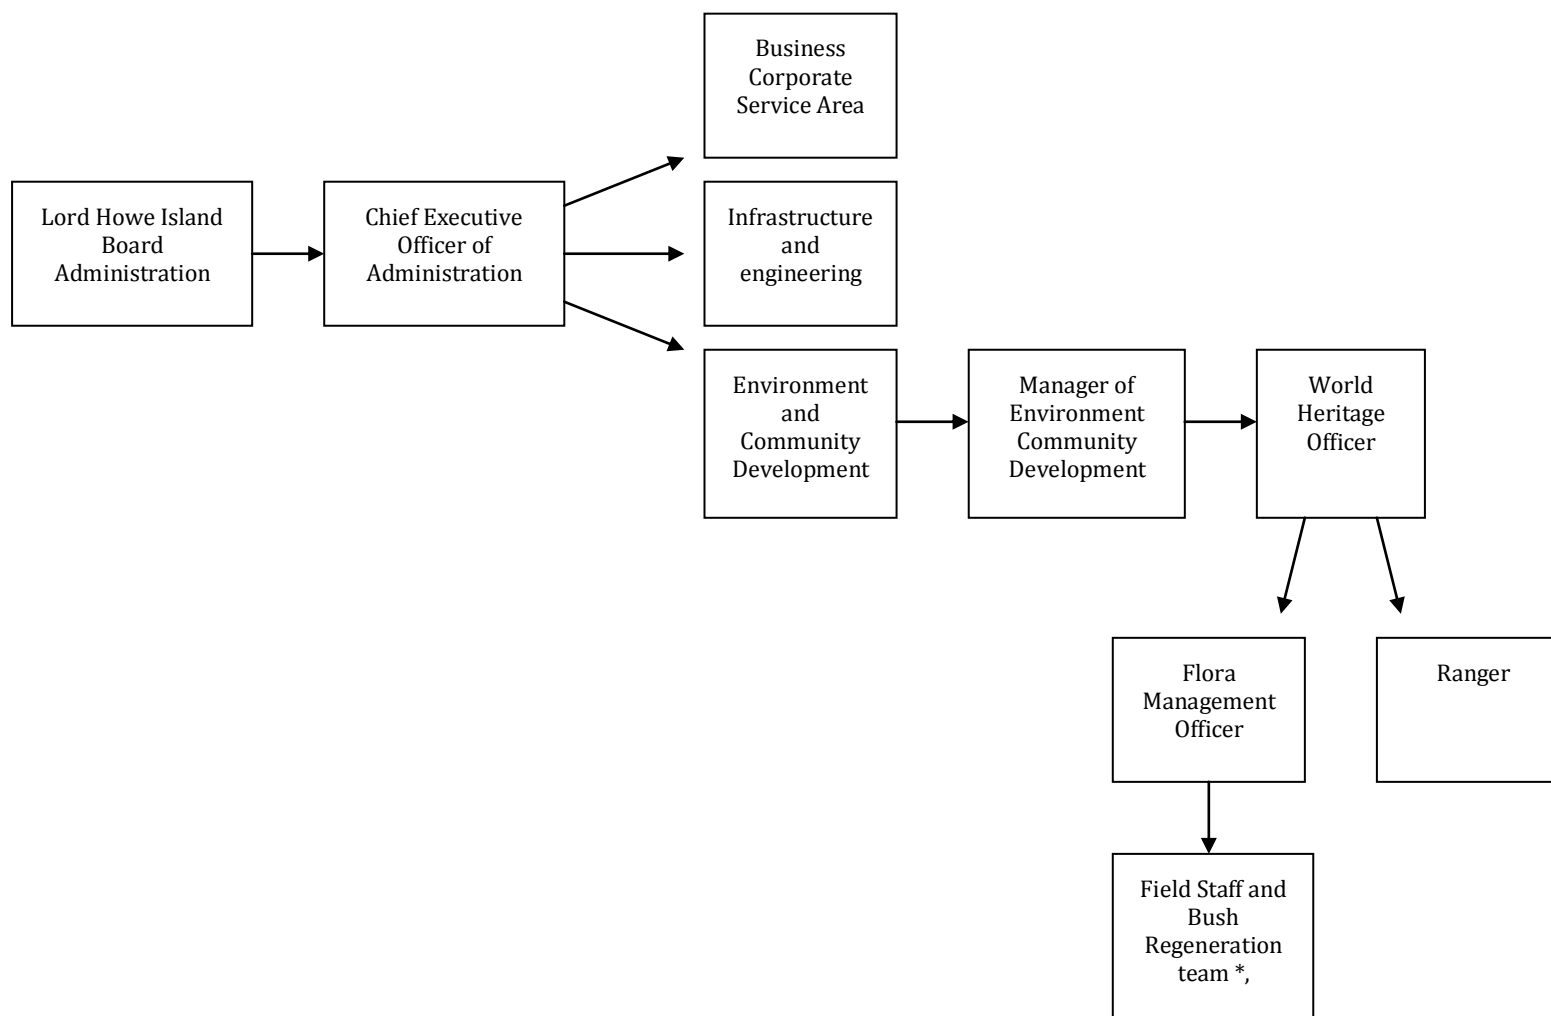 Business
Corporate
Service Area
Lord Howe Island
Board
Administration
Chief Executive
Officer of
Administration
Infrastructure
and
engineering
Environment
and
Community
Development
Manager of
Environment
Community
Development
World
Heritage
Officer
Flora
Management
Officer
Ranger
Field Staff and
Bush
Regeneration
team *,